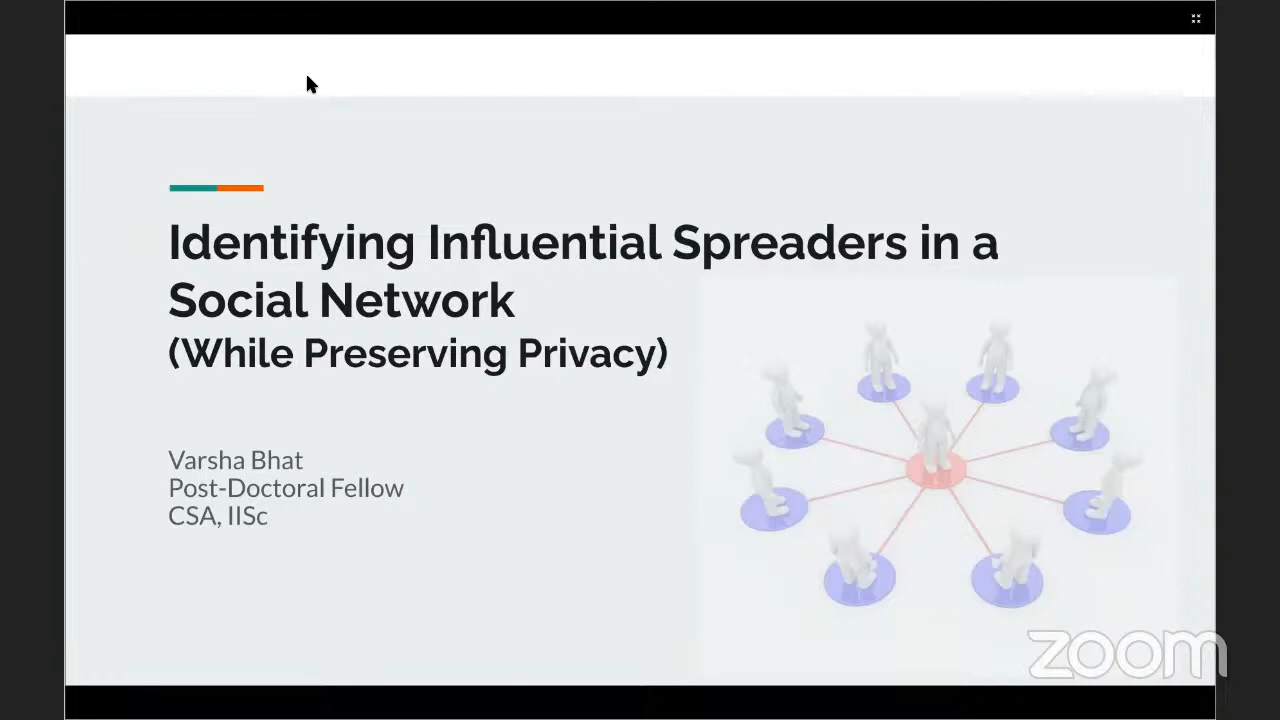 Identifying Influential Spreaders in a
Social Network
(While Preserving Privacy)
Varsha Bhat
Post-Doctoral Fellow
CSA, IISc
zoom